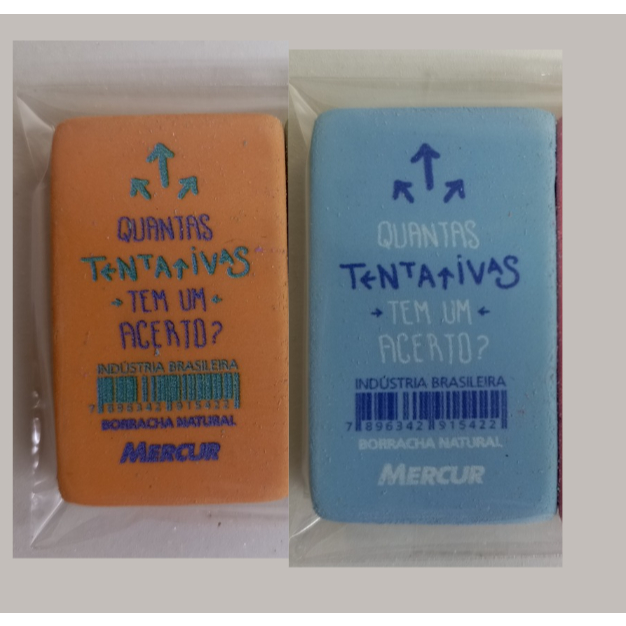 QUANTAS
TENTATIVAS
TEM UM
ACERTO?
INDÚSTRIA BRASILEIRA
7 896342 915422
BORRACHA NATURAL
MERCUR
QUANTAS
TENTATIVAS
TEM UM
ACERTO?
INDÚSTRIA BRASILEIRA
7 896342 915422
BORRACHA NATURAL
MERCUR